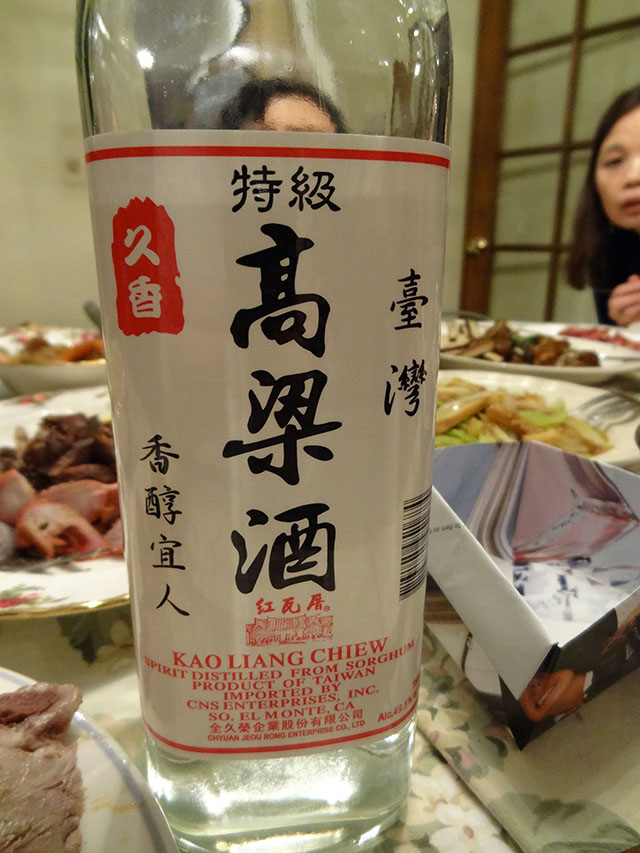 特級
久香
高梁酒
臺灣
香醇宜人
紅瓦厝
KAO LIANG CHIEW
SPIRIT DISTILLED FROM SORGHUM
PRODUCT OF TAIWAN
IMPORTED BY
CNS ENTERPRISES, INC.
SO. EL MONTE, CA
全久榮企業股份有限公司
CHYUAN JEOU RONG ENTERPRISE CO., LTD